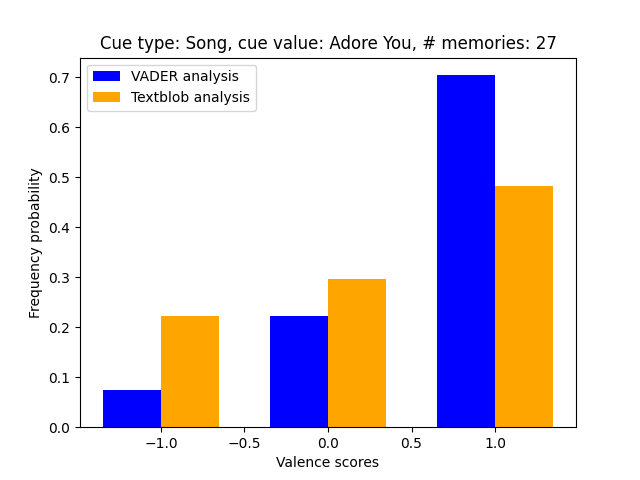 Cue type: Song, cue value: Adore You, # memories: 27
VADER analysis
Textblob analysis
Frequency probability
0.7
0.6
0.5
0.4
0.3
0.2
0.1
0.0
−1.0 −0.5 0.0 0.5 1.0
Valence scores